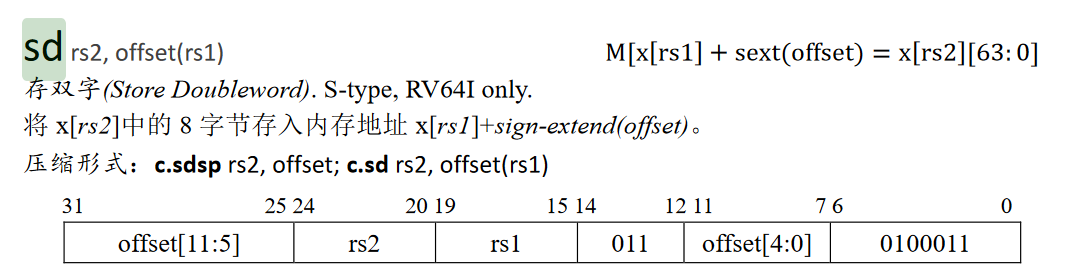 sd rs2, offset(rs1) M[x[rs1] + sext(offset) = x[rs2][63: 0]
存双字(Store Doubleword). S-type, RV64I only.
将 x[rs2]中的 8 字节存入内存地址 x[rs1]+sign-extend(offset)。
压缩形式：c.sdsp rs2, offset; c.sd rs2, offset(rs1)
31 25 24 20 19 15 14 12 11 7 6 0
offset[11:5] rs2 rs1 011 offset[4:0] 0100011